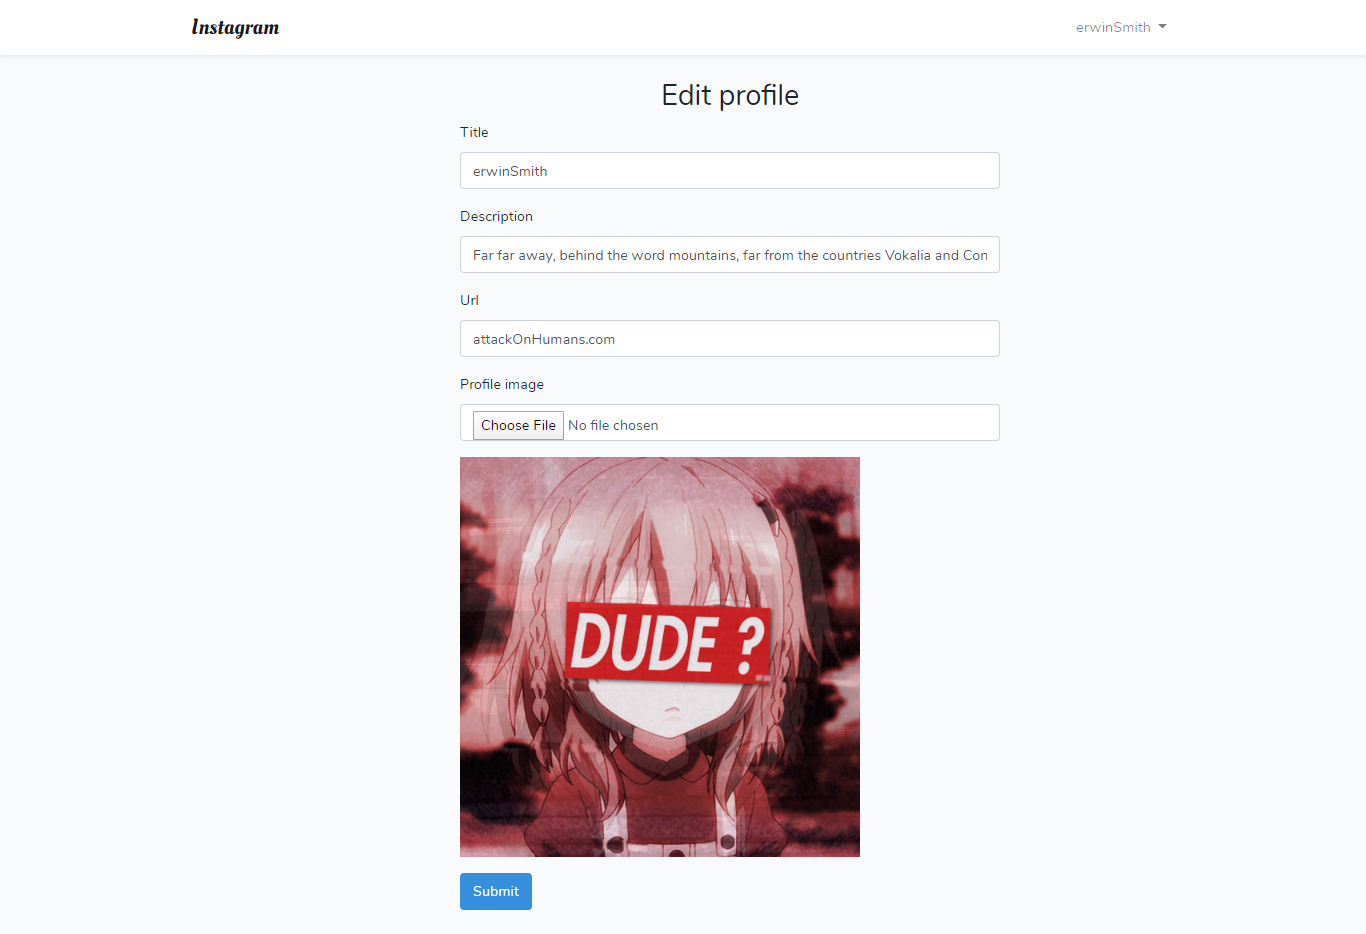 Instagram
erwinSmith
Edit profile
Title
erwinSmith
Description
Far far away, behind the word mountains, far from the countries Vokalia and Con
Url
attackOnHumans.com
Profile image
Choose File No file chosen
DUDE ?
Submit